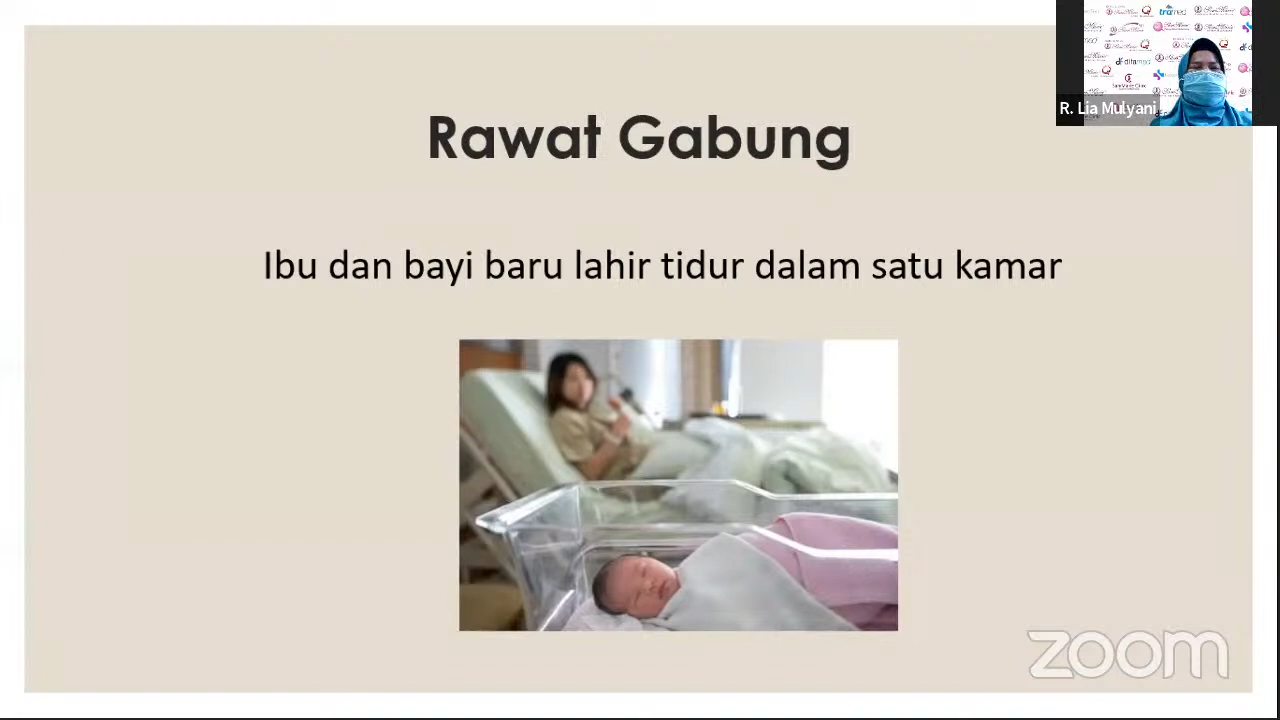 Rawat Gabung
Ibu dan bayi baru lahir tidur dalam satu kamar
R. Lia Mulyani
zoom